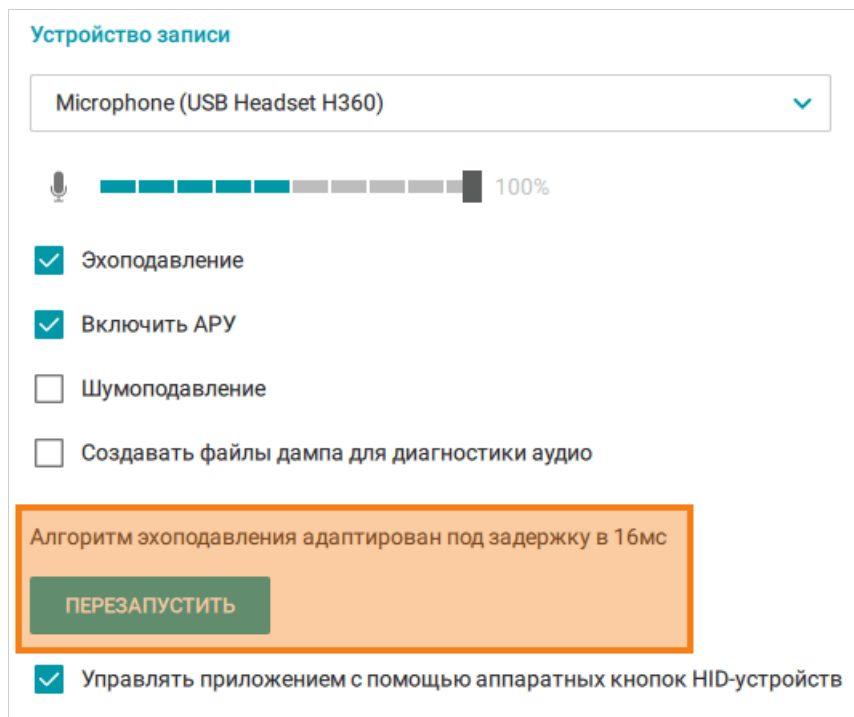 Устройство записи
Microphone (USB Headset H360)
100%
Эхоподавление
Включить АРУ
Шумоподавление
Создавать файлы дампа для диагностики аудио
Алгоритм эхоподавления адаптирован под задержку в 16мс
ПЕРЕЗАПУСТИТЬ
Управлять приложением с помощью аппаратных кнопок HID-устройств